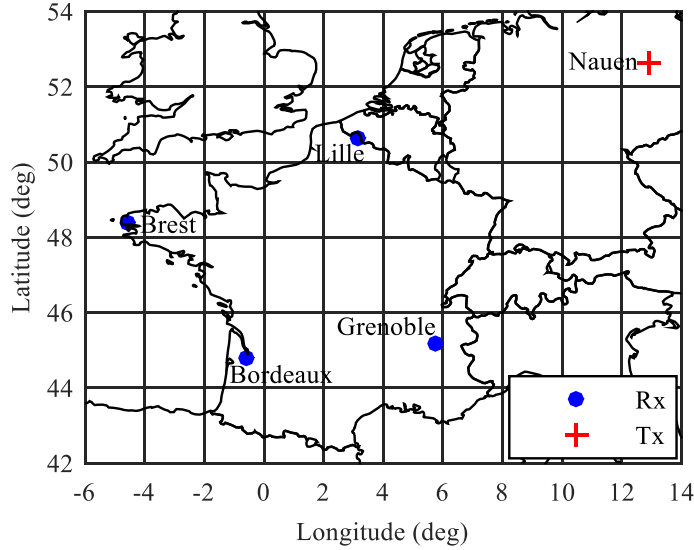 54
52
50
48
46
44
42
Latitude (deg)
Nauen
Lille
Brest
Grenoble
Bordeaux
Rx
Tx
-6 -4 -2 0 2 4 6 8 10 12 14
Longitude (deg)